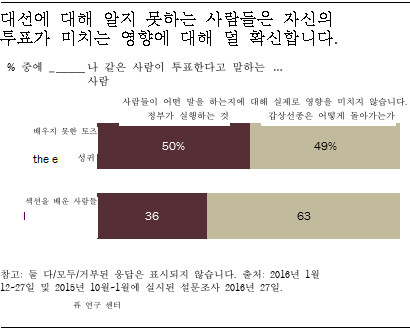 대선에 대해 알지 못하는 사람들은 자신의
투표가 미치는 영향에 대해 덜 확신합니다.
% 중에 ______나 같은 사람이 투표한다고 말하는 ...
사람
사람들이 어떤 말을 하는지에 대해 실제로 영향을 미치지 않습니다.
정부가 실행하는 것 감상선종은 어떻게 돌아가는가
배우지 못한 토즈
the e 성귀
50% 49%
섹션을 배운 사람들
I
36 63
참고: 둘 다/모두/거부된 응답은 표시되지 않습니다. 출처: 2016년 1월
12~27일 및 2015년 10월~1월에 실시된 설문조사 2016년 27일.
퓨 연구 센터